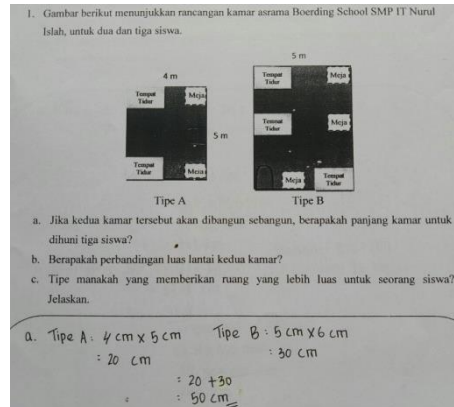 1. Gambar berikut menunjukkan rancangan kamar asrama Boerding School SMP IT Nurul
Islah, untuk dua dan tiga siswa.
4 m
Tempat
Tidur
Meja
5 m
Tempat
Tidur
Meja
Tipe A
5 m
Tempat
Tidur
Meja
Tempat
Tidur
Meja
Meja
Tempat
Tidur
Tipe B
a. Jika kedua kamar tersebut akan dibangun sebangun, berapakah panjang kamar untuk
dihuni tiga siswa?
b. Berapakah perbandingan luas lantai kedua kamar?
c. Tipe manakah yang memberikan ruang yang lebih luas untuk seorang siswa?
Jelaskan.
a. Tipe A : 4 cm x 5 cm Tipe B : 5 cm x 6 cm
: 20 cm : 30 cm
: 20 + 30
: : 50 cm